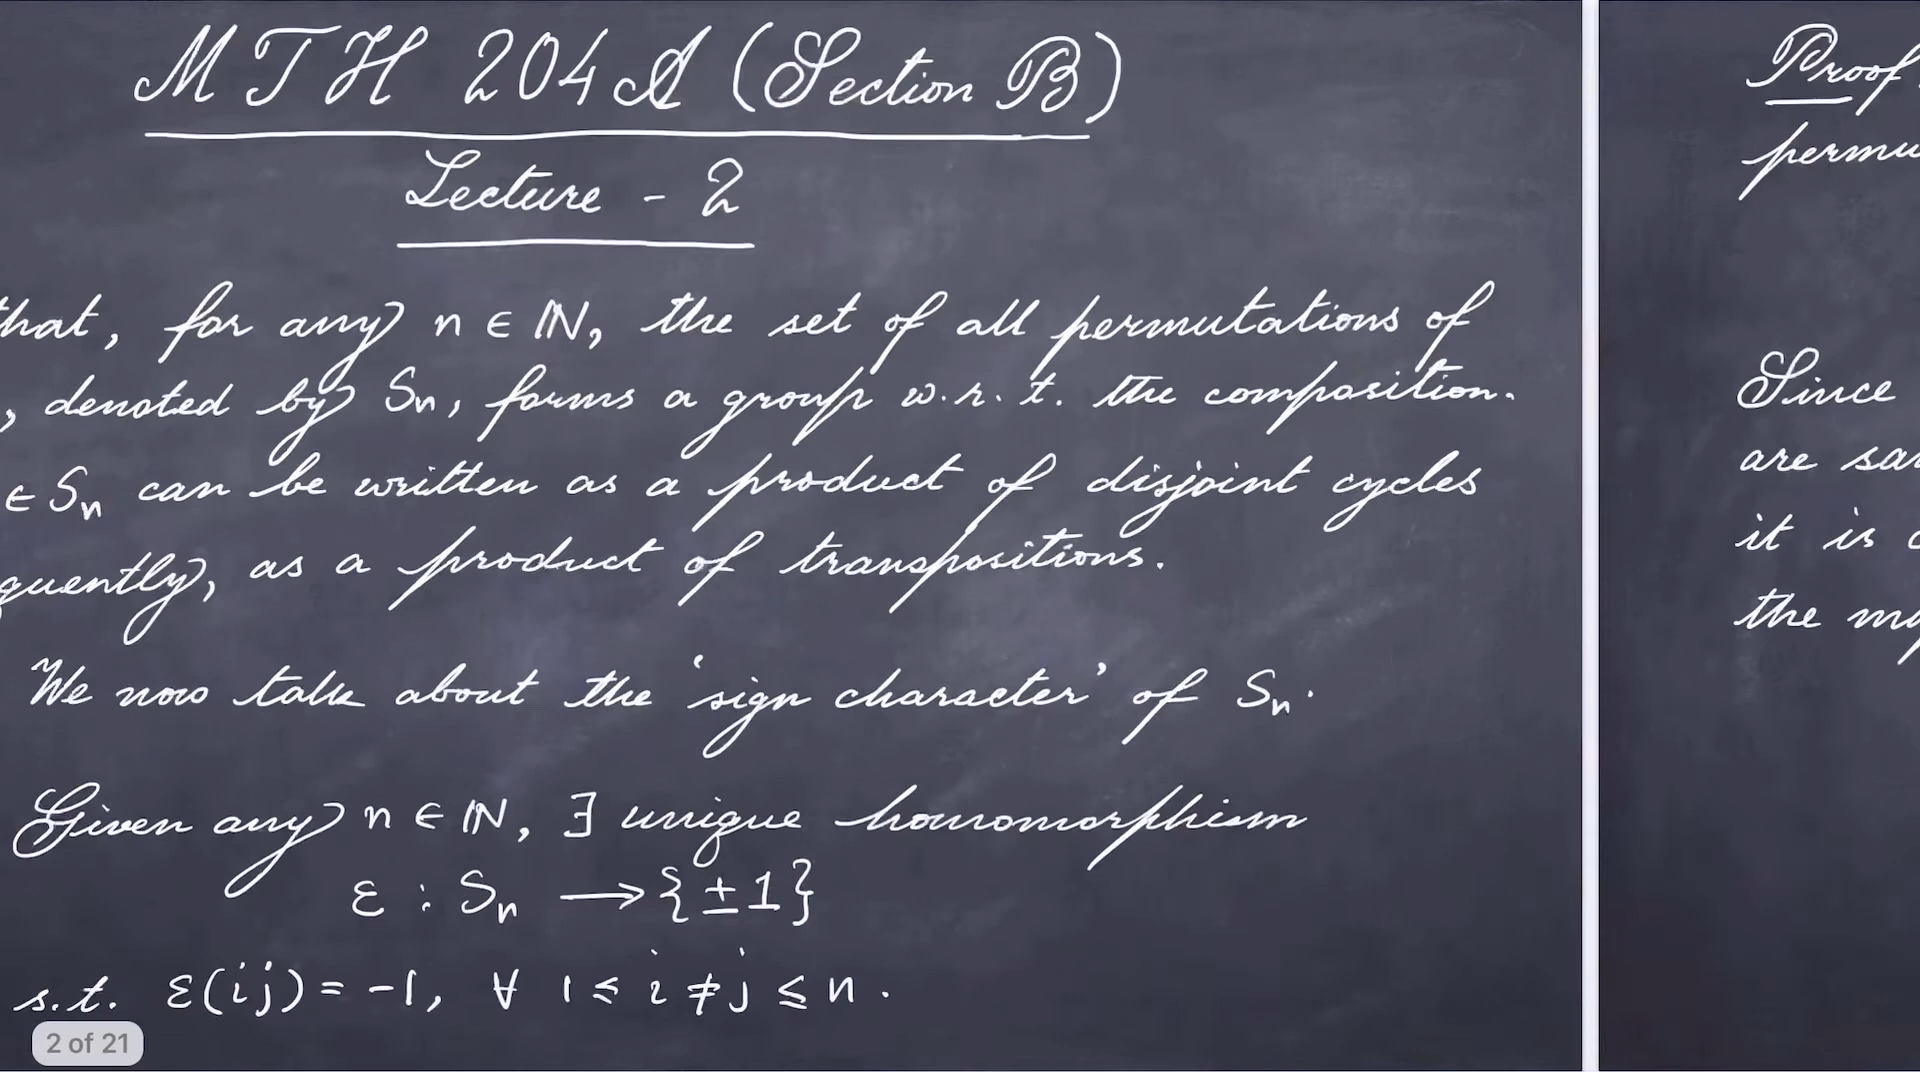 MTH 204A (Section B)
Lecture - 2
that, for any n ∈ ℕ, the set of all permutations of
, denoted by Sn, forms a group w.r.t. the composition.
∈ Sn can be written as a product of disjoint cycles
quently, as a product of transpositions.
We now talk about the 'sign character' of Sn.
Given any n ∈ ℕ, ∃ unique homomorphism
ε : Sn → {±1}
s.t. ε(i j) = -1, ∀ 1 ≤ i ≠ j ≤ n.
2 of 21
Proof
permu
Since
are sa
it is
the m